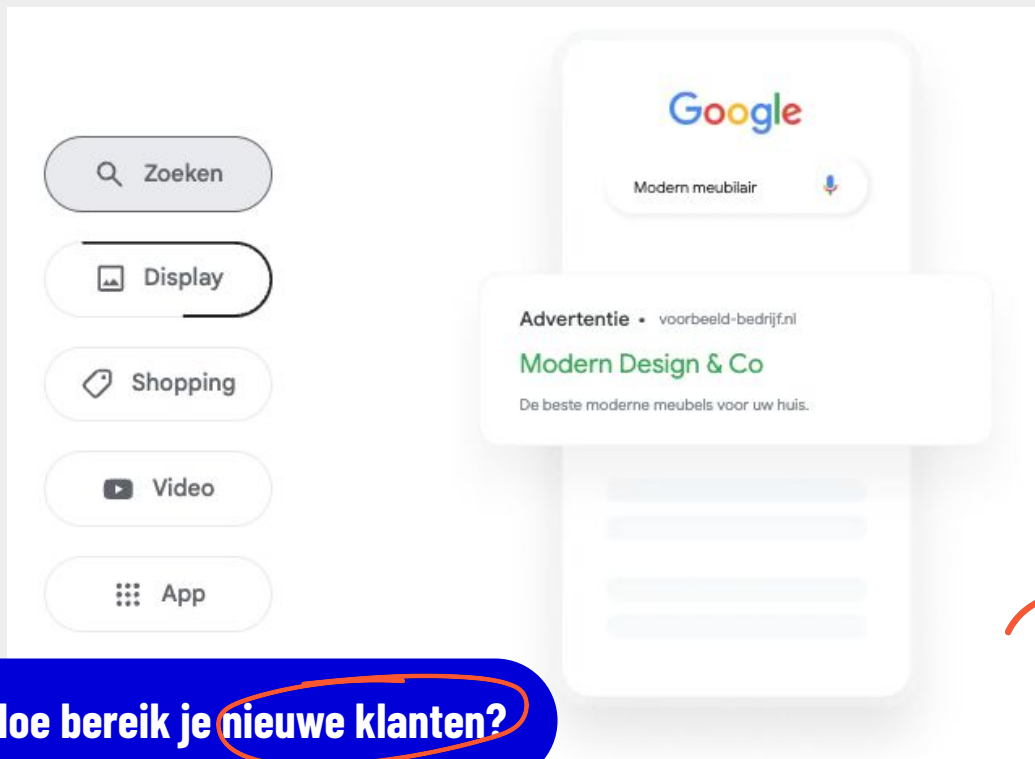 Google
Zoeken
Modern meubilair
Display
Advertentie • voorbeeld-bedrijf.nl
Modern Design & Co
Shopping
De beste moderne meubels voor uw huis.
Video
App
bereik je nieuwe klanten?